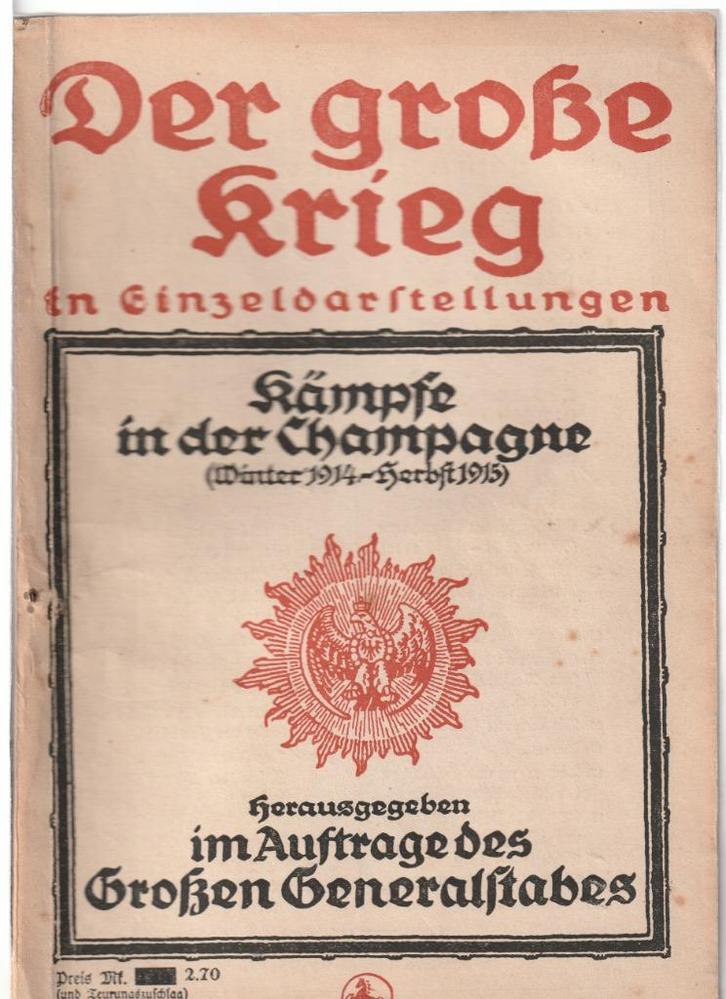 Der große
Krieg
in Einzeldarſtellungen
Kämpfe
in der Champagne
(Winter 1914-Herbſt 1915)
Herausgegeben
im Auftrage des
Großen Generalſtabes
Preis Mk. 2.70
(und Teurungszuſchlag)